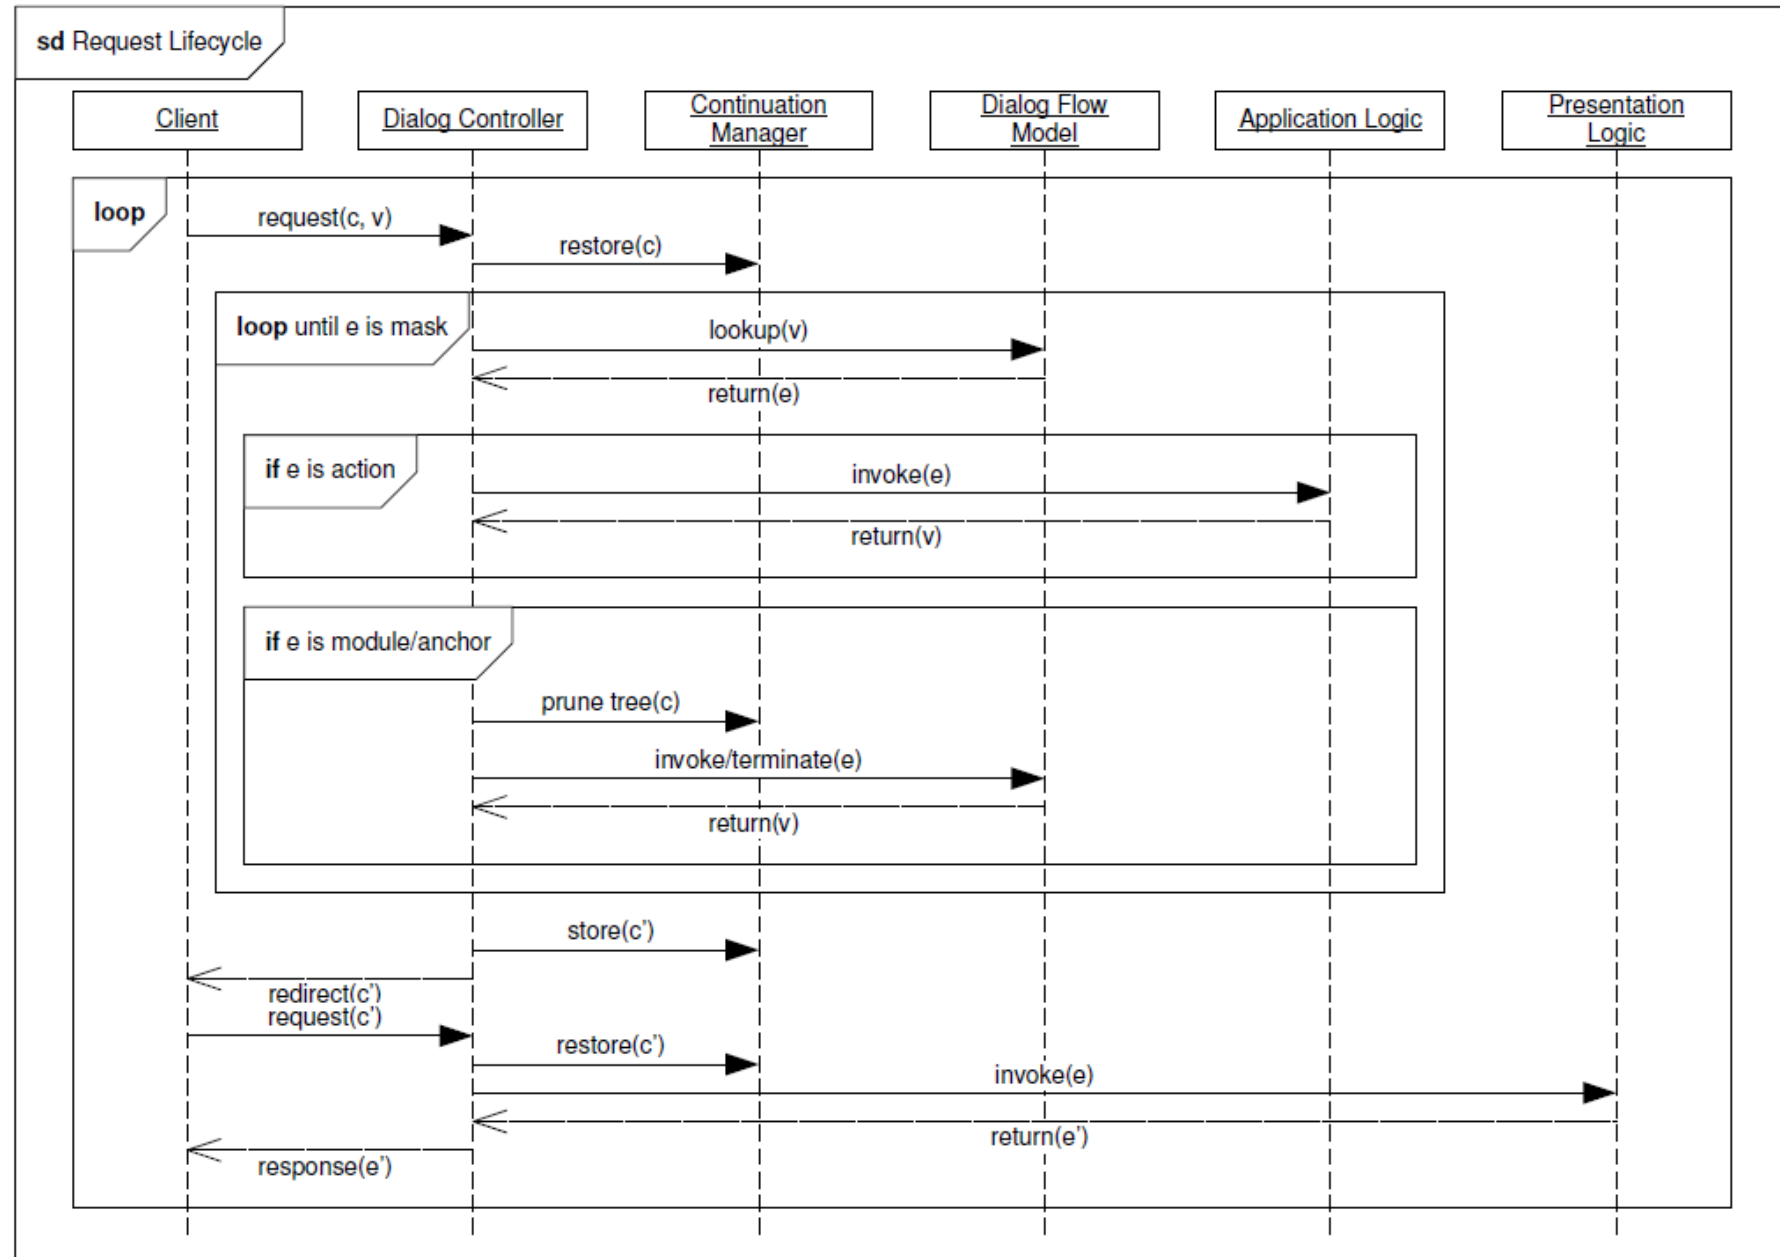 sd Request Lifecycle
Client
Dialog Controller
Continuation
Manager
Dialog Flow
Model
Application Logic
Presentation
Logic
loop
request(c, v)
restore(c)
loop until e is mask
lookup(v)
return(e)
if e is action
invoke(e)
return(v)
if e is module/anchor
prune tree(c)
invoke/terminate(e)
return(v)
store(c’)
redirect(c’)
request(c’)
restore(c’)
invoke(e)
return(e’)
response(e’)